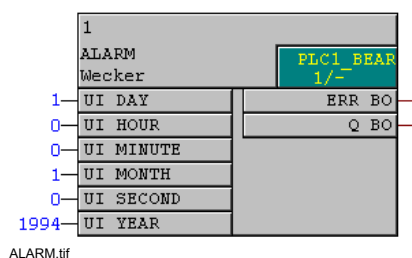 1
ALARM
Wecker
PLC1_BEAR
1/-
1 UI DAY ERR BO
0 UI HOUR Q BO
0 UI MINUTE
1 UI MONTH
0 UI SECOND
1994 UI YEAR
ALARM.tif